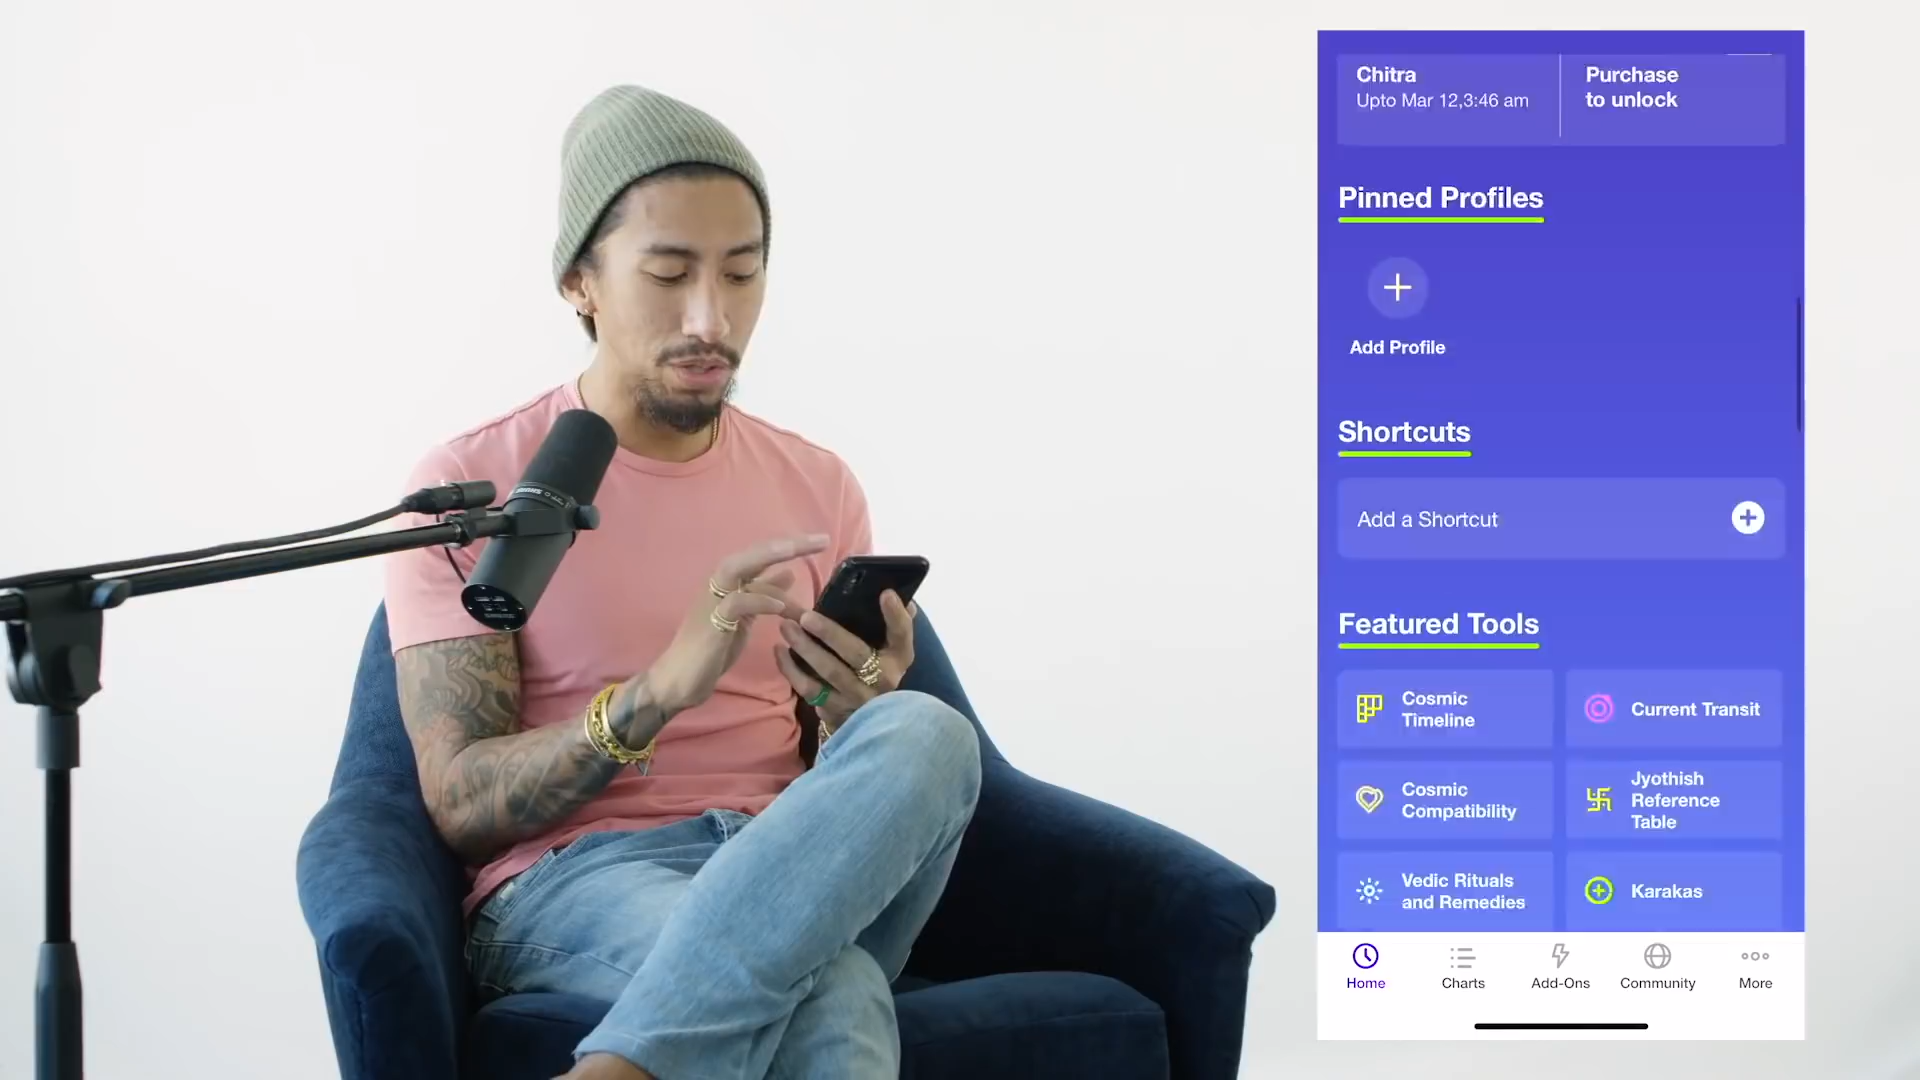 Chitra
Upto Mar 12,3:46 am
Purchase
to unlock
Pinned Profiles
Add Profile
Shortcuts
Add a Shortcut
Featured Tools
Cosmic
Timeline
Current Transit
Cosmic
Compatibility
Jyothish
Reference
Table
Vedic Rituals
and Remedies
Karakas
Home
Charts
Add-Ons
Community
More